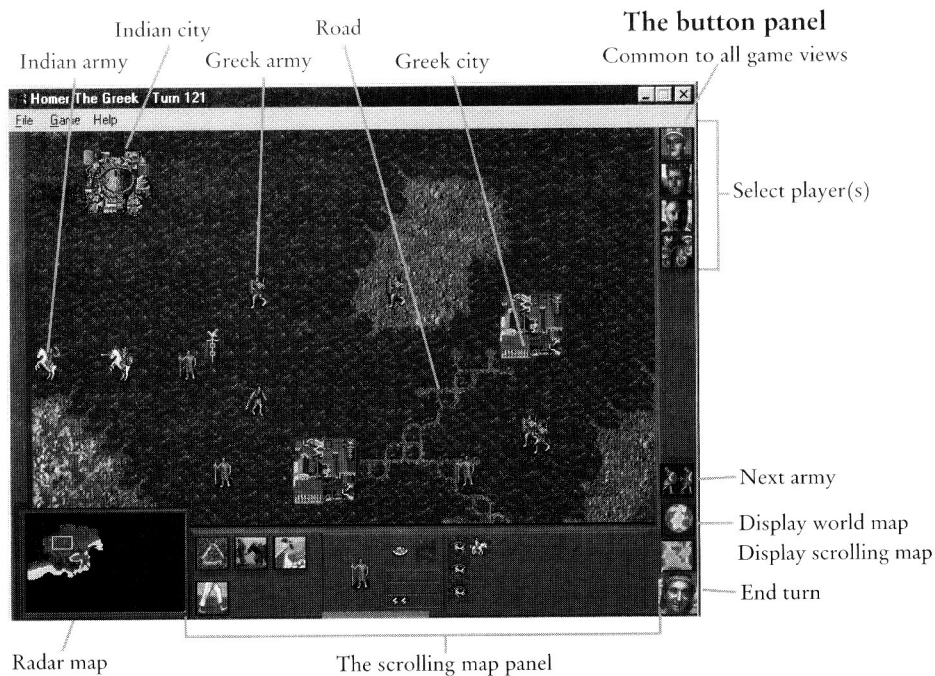 The button panel
Common to all game views
Indian city
Road
Indian army
Greek army
Greek city
Homer The Greek - Turn 121
File Game Help
Select player(s)
Next army
Display world map
Display scrolling map
End turn
Radar map
The scrolling map panel